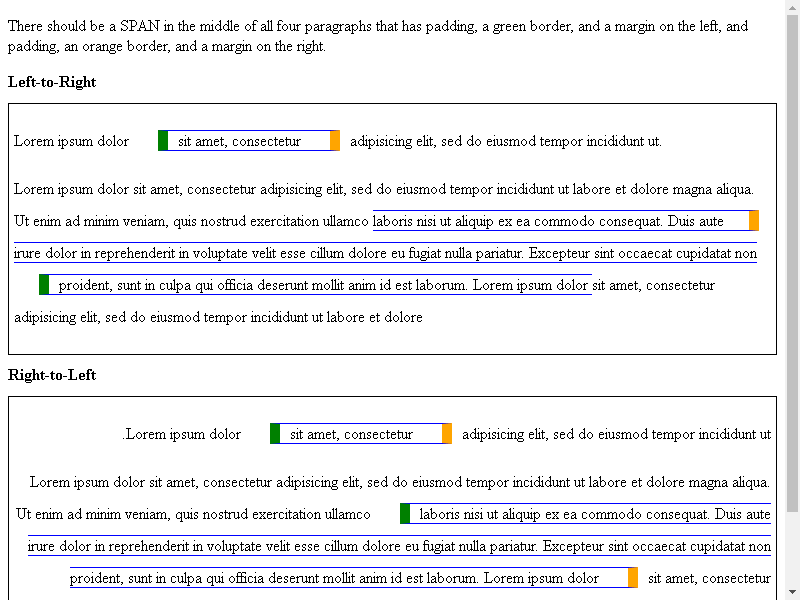 There should be a SPAN in the middle of all four paragraphs that has padding, a green border, and a margin on the left, and
padding, an orange border, and a margin on the right.
Left-to-Right
Lorem ipsum dolor sit amet, consectetur adipisicing elit, sed do eiusmod tempor incididunt ut.
Lorem ipsum dolor sit amet, consectetur adipisicing elit, sed do eiusmod tempor incididunt ut labore et dolore magna aliqua.
Ut enim ad minim veniam, quis nostrud exercitation ullamco laboris nisi ut aliquip ex ea commodo consequat. Duis aute
irure dolor in reprehenderit in voluptate velit esse cillum dolore eu fugiat nulla pariatur. Excepteur sint occaecat cupidatat non
proident, sunt in culpa qui officia deserunt mollit anim id est laborum. Lorem ipsum dolor sit amet, consectetur
adipisicing elit, sed do eiusmod tempor incididunt ut labore et dolore
Right-to-Left
.Lorem ipsum dolor sit amet, consectetur adipisicing elit, sed do eiusmod tempor incididunt ut
Lorem ipsum dolor sit amet, consectetur adipisicing elit, sed do eiusmod tempor incididunt ut labore et dolore magna aliqua.
Ut enim ad minim veniam, quis nostrud exercitation ullamco laboris nisi ut aliquip ex ea commodo consequat. Duis aute
irure dolor in reprehenderit in voluptate velit esse cillum dolore eu fugiat nulla pariatur. Excepteur sint occaecat cupidatat non
proident, sunt in culpa qui officia deserunt mollit anim id est laborum. Lorem ipsum dolor sit amet, consectetur